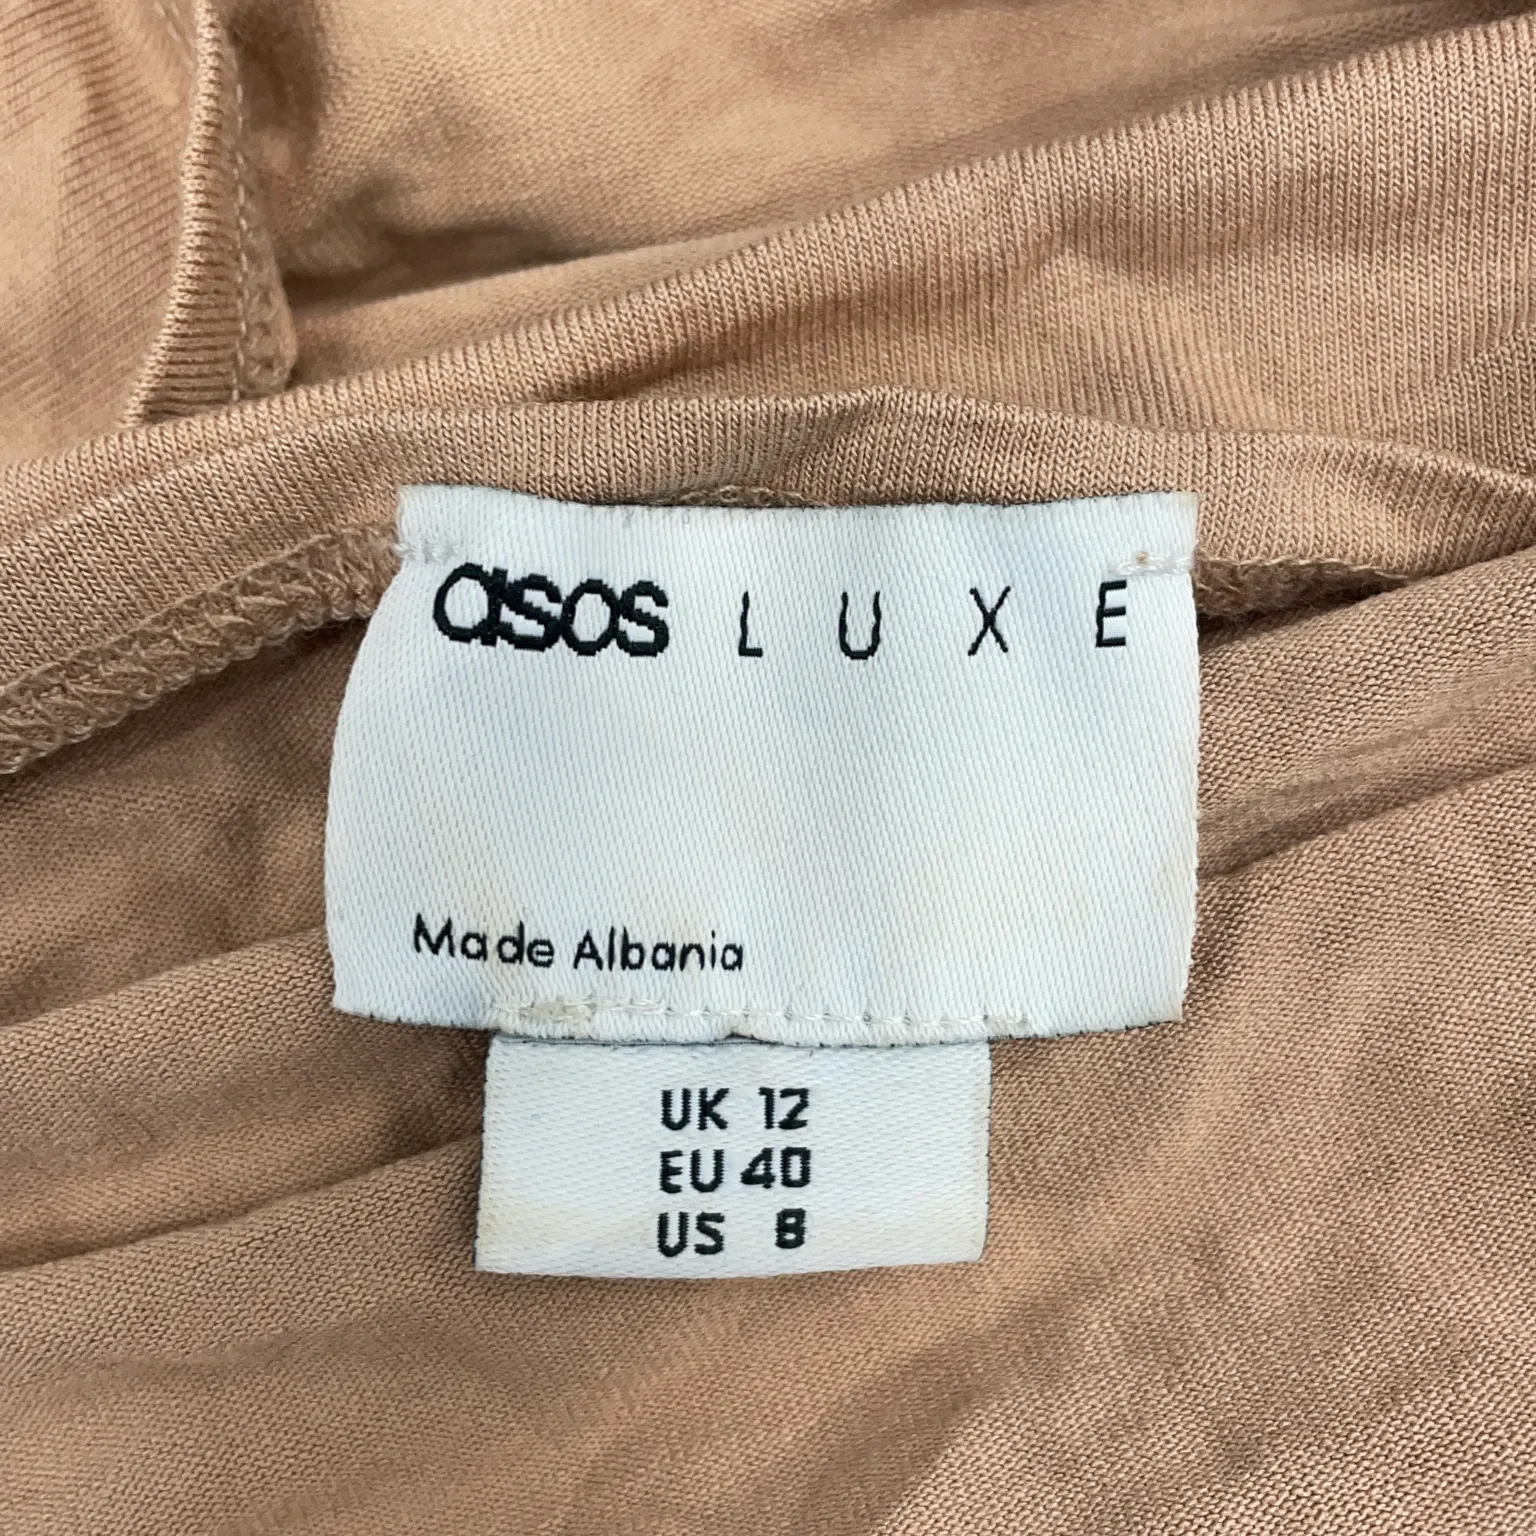 asos LUXE
Made Albania
UK 12
EU 40
US 8